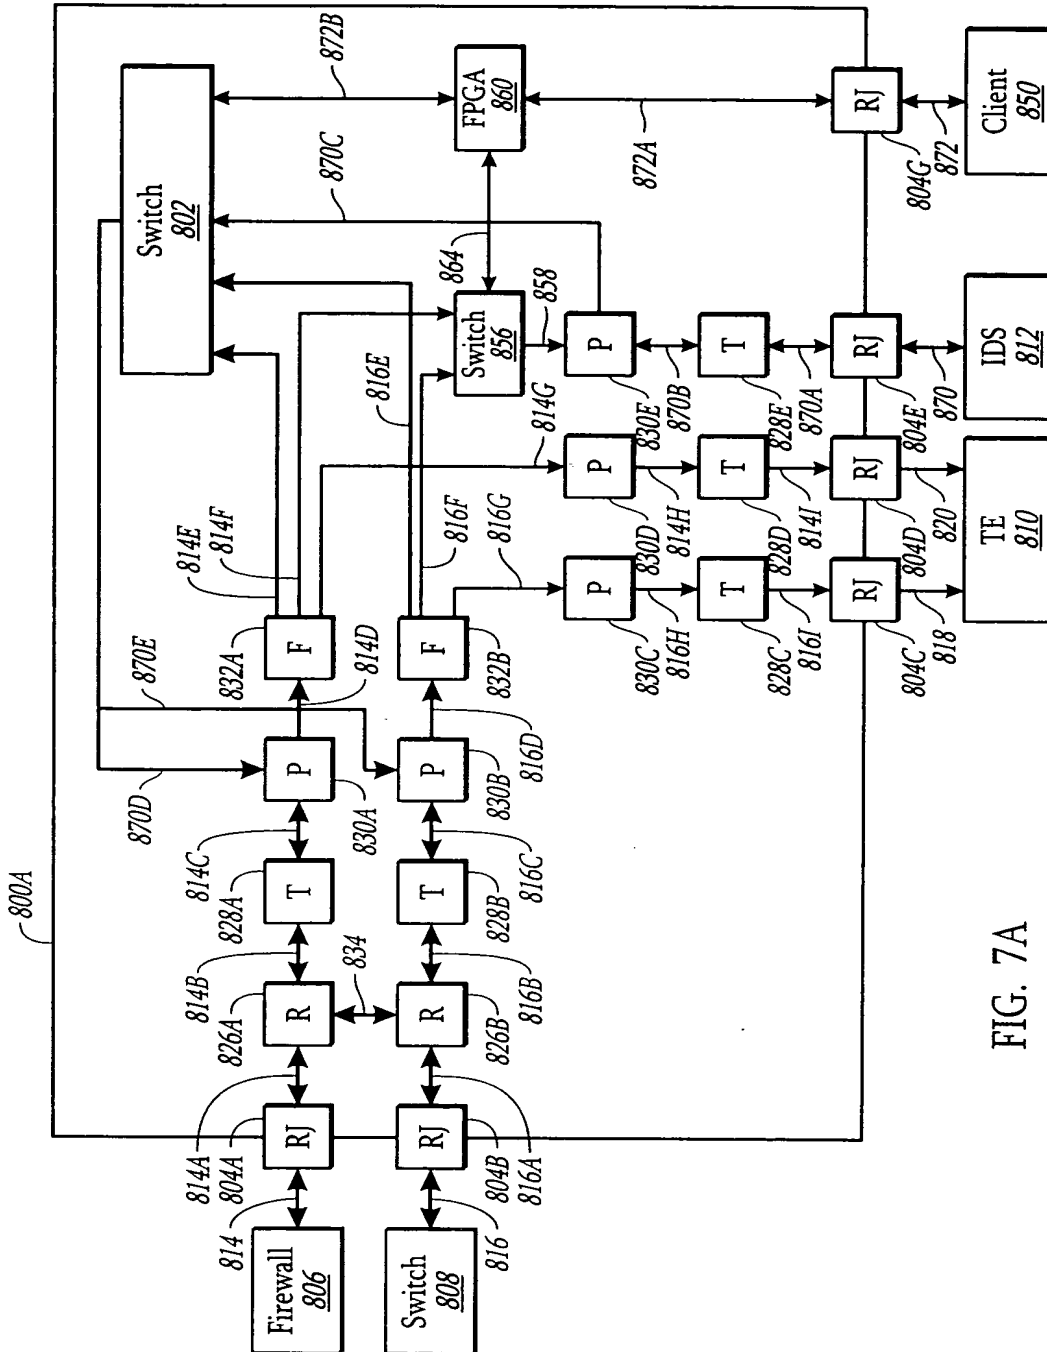 800A
Firewall
806
814
814A
804A
RJ
826A
R
814B
828A
T
814C
830A
P
870D
870E
832A
F
814D
814E
814F
Switch
802
872B
870C
834
Switch
808
816
816A
804B
RJ
826B
R
816B
828B
T
816C
830B
P
816D
832B
F
816E
816F
816G
814G
Switch
856
864
858
FPGA
860
872A
P
830C
816H
T
828C
816I
RJ
804C
818
P
830D
814H
T
828D
814I
RJ
804D
820
TE
810
P
830E
870B
T
828E
870A
RJ
804E
870
IDS
812
RJ
804G
872
Client
850
FIG. 7A